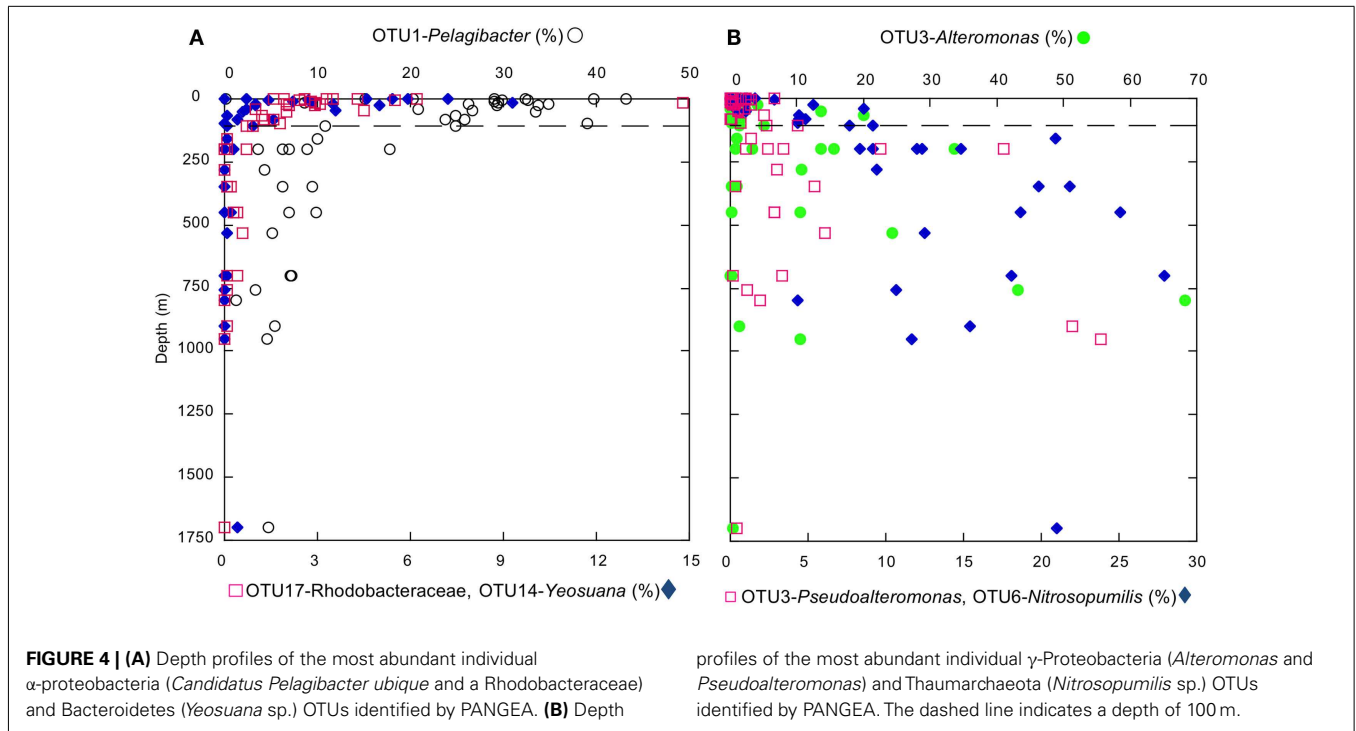 A
OTU1-Pelagibacter (%)
0 10 20 30 40 50
0
250
500
750
1000
1250
1500
1750
Depth (m)
0 3 6 9 12 15
OTU17-Rhodobacteraceae, OTU14-Yeosuana (%)
B
OTU3-Alteromonas (%)
0 10 20 30 40 50 60 70
0 5 10 15 20 25 30
OTU3-Pseudoalteromonas, OTU6-Nitrosopumilis (%)
FIGURE 4 | (A) Depth profiles of the most abundant individual
α-proteobacteria (Candidatus Pelagibacter ubique and a Rhodobacteraceae)
and Bacteroidetes (Yeosuana sp.) OTUs identified by PANGEA. (B) Depth
profiles of the most abundant individual γ-Proteobacteria (Alteromonas and
Pseudoalteromonas) and Thaumarchaeota (Nitrosopumilis sp.) OTUs
identified by PANGEA. The dashed line indicates a depth of 100 m.